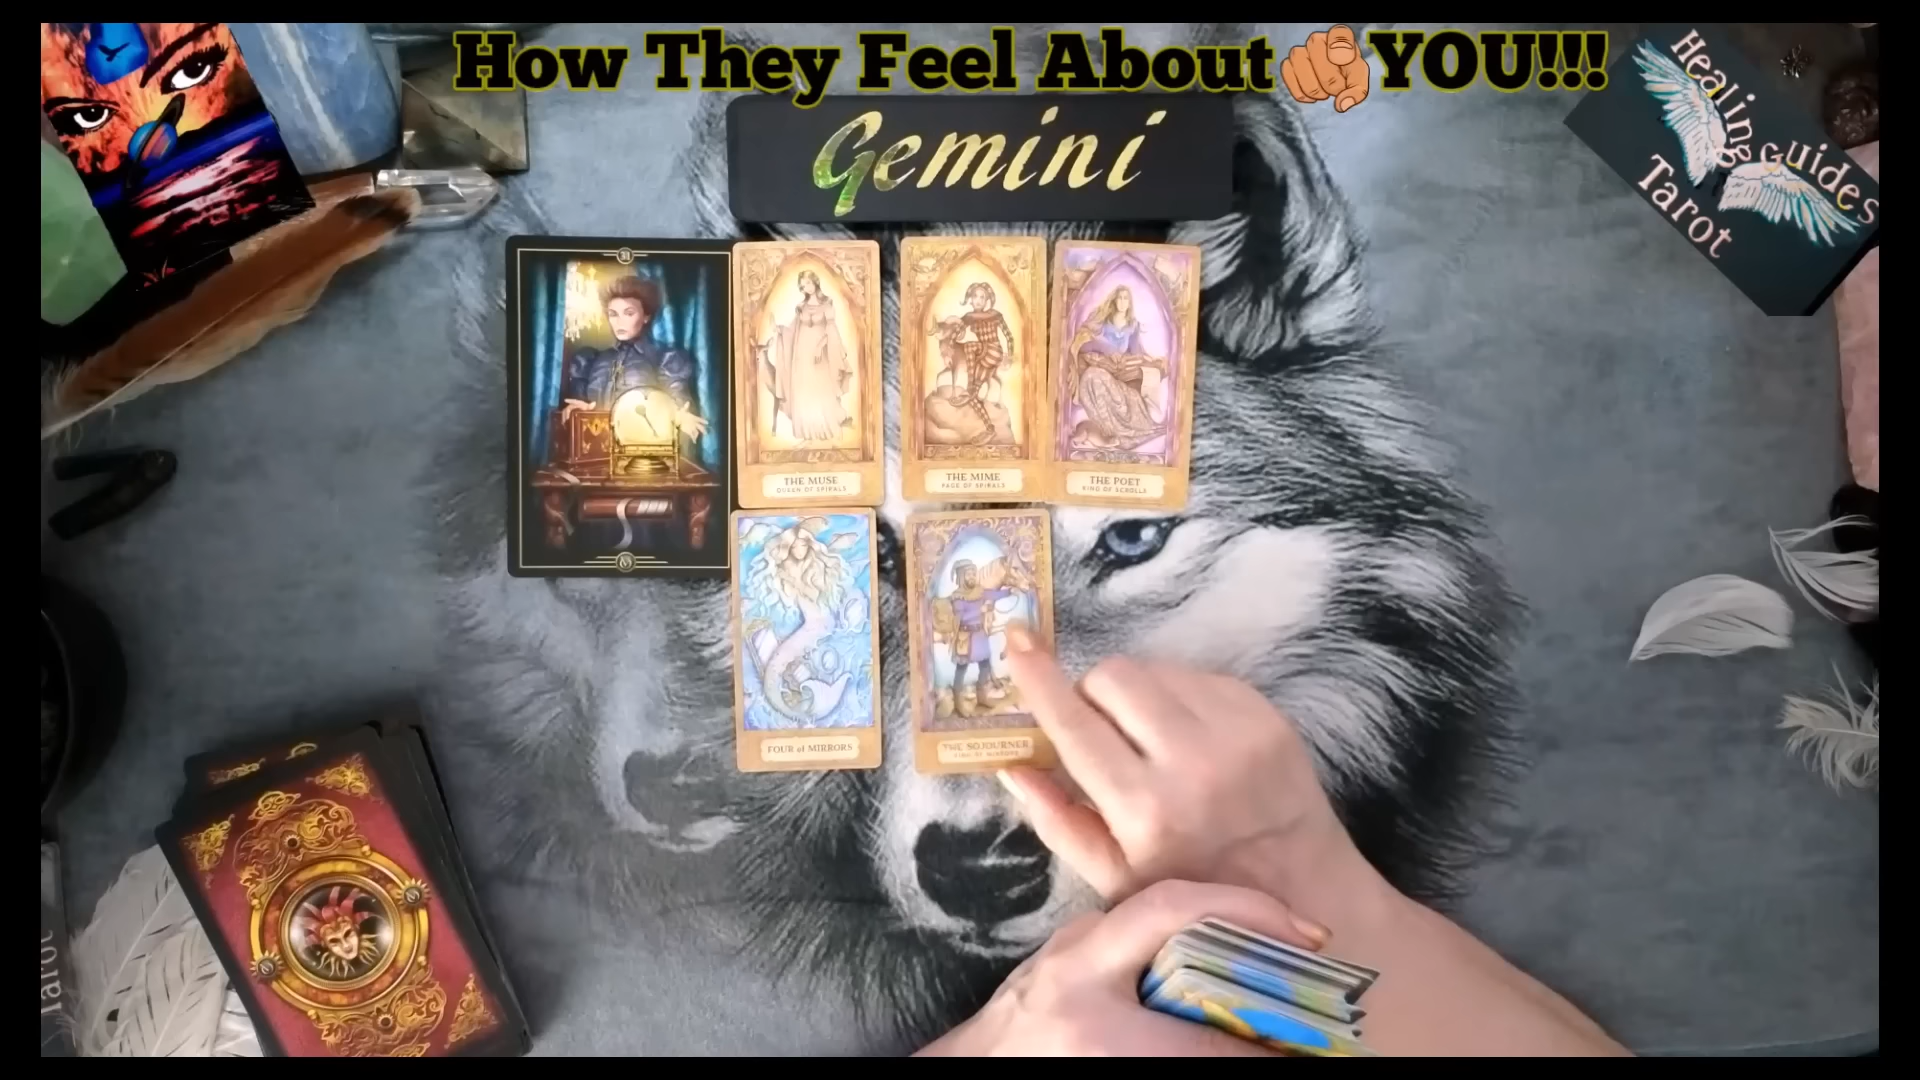 How They Feel About YOU!!!
Gemini
Healing
Guides
Tarot
THE MUSE
QUEEN OF SPIRALS
THE MIME
PAGE OF SPIRALS
THE POET
KING OF SCROLLS
FOUR of MIRRORS
THE SOJOURNER
KING OF MIRRORS
Tarot